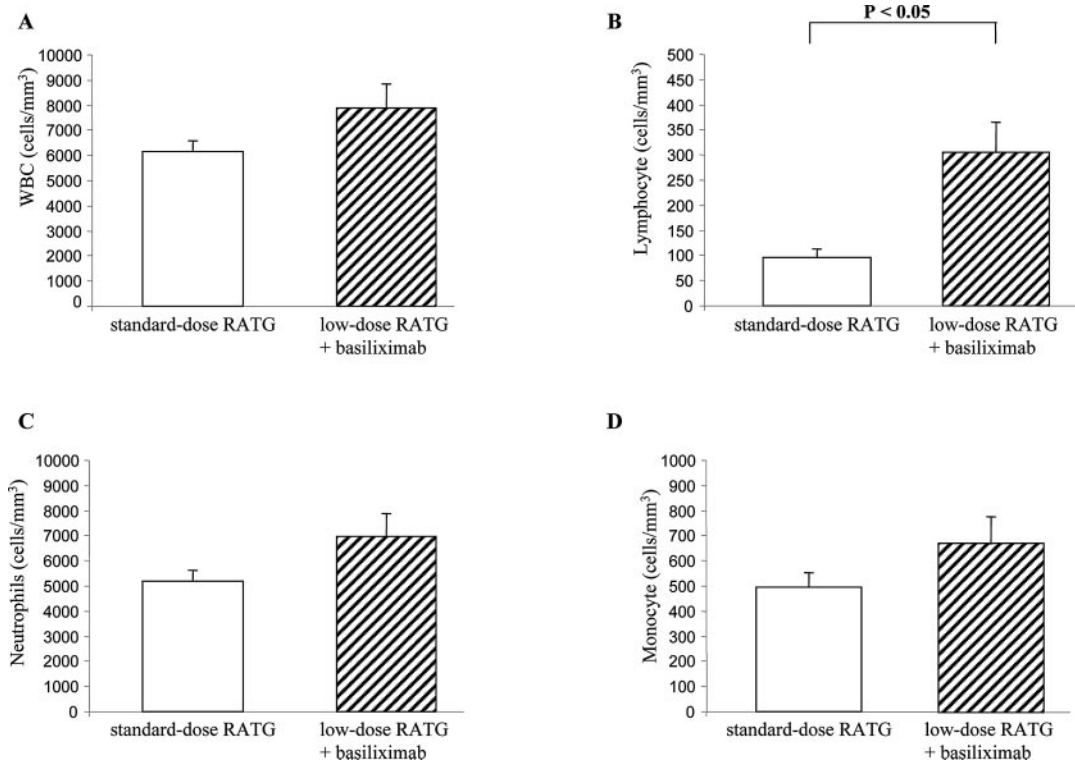 A
WBC (cells/mm³)
10000
9000
8000
7000
6000
5000
4000
3000
2000
1000
0
standard-dose RATG
low-dose RATG
+ basiliximab
B
P < 0.05
Lymphocyte (cells/mm³)
500
450
400
350
300
250
200
150
100
50
0
standard-dose RATG
low-dose RATG
+ basiliximab
C
Neutrophils (cells/mm³)
10000
9000
8000
7000
6000
5000
4000
3000
2000
1000
0
standard-dose RATG
low-dose RATG
+ basiliximab
D
Monocyte (cells/mm³)
1000
900
800
700
600
500
400
300
200
100
0
standard-dose RATG
low-dose RATG
+ basiliximab